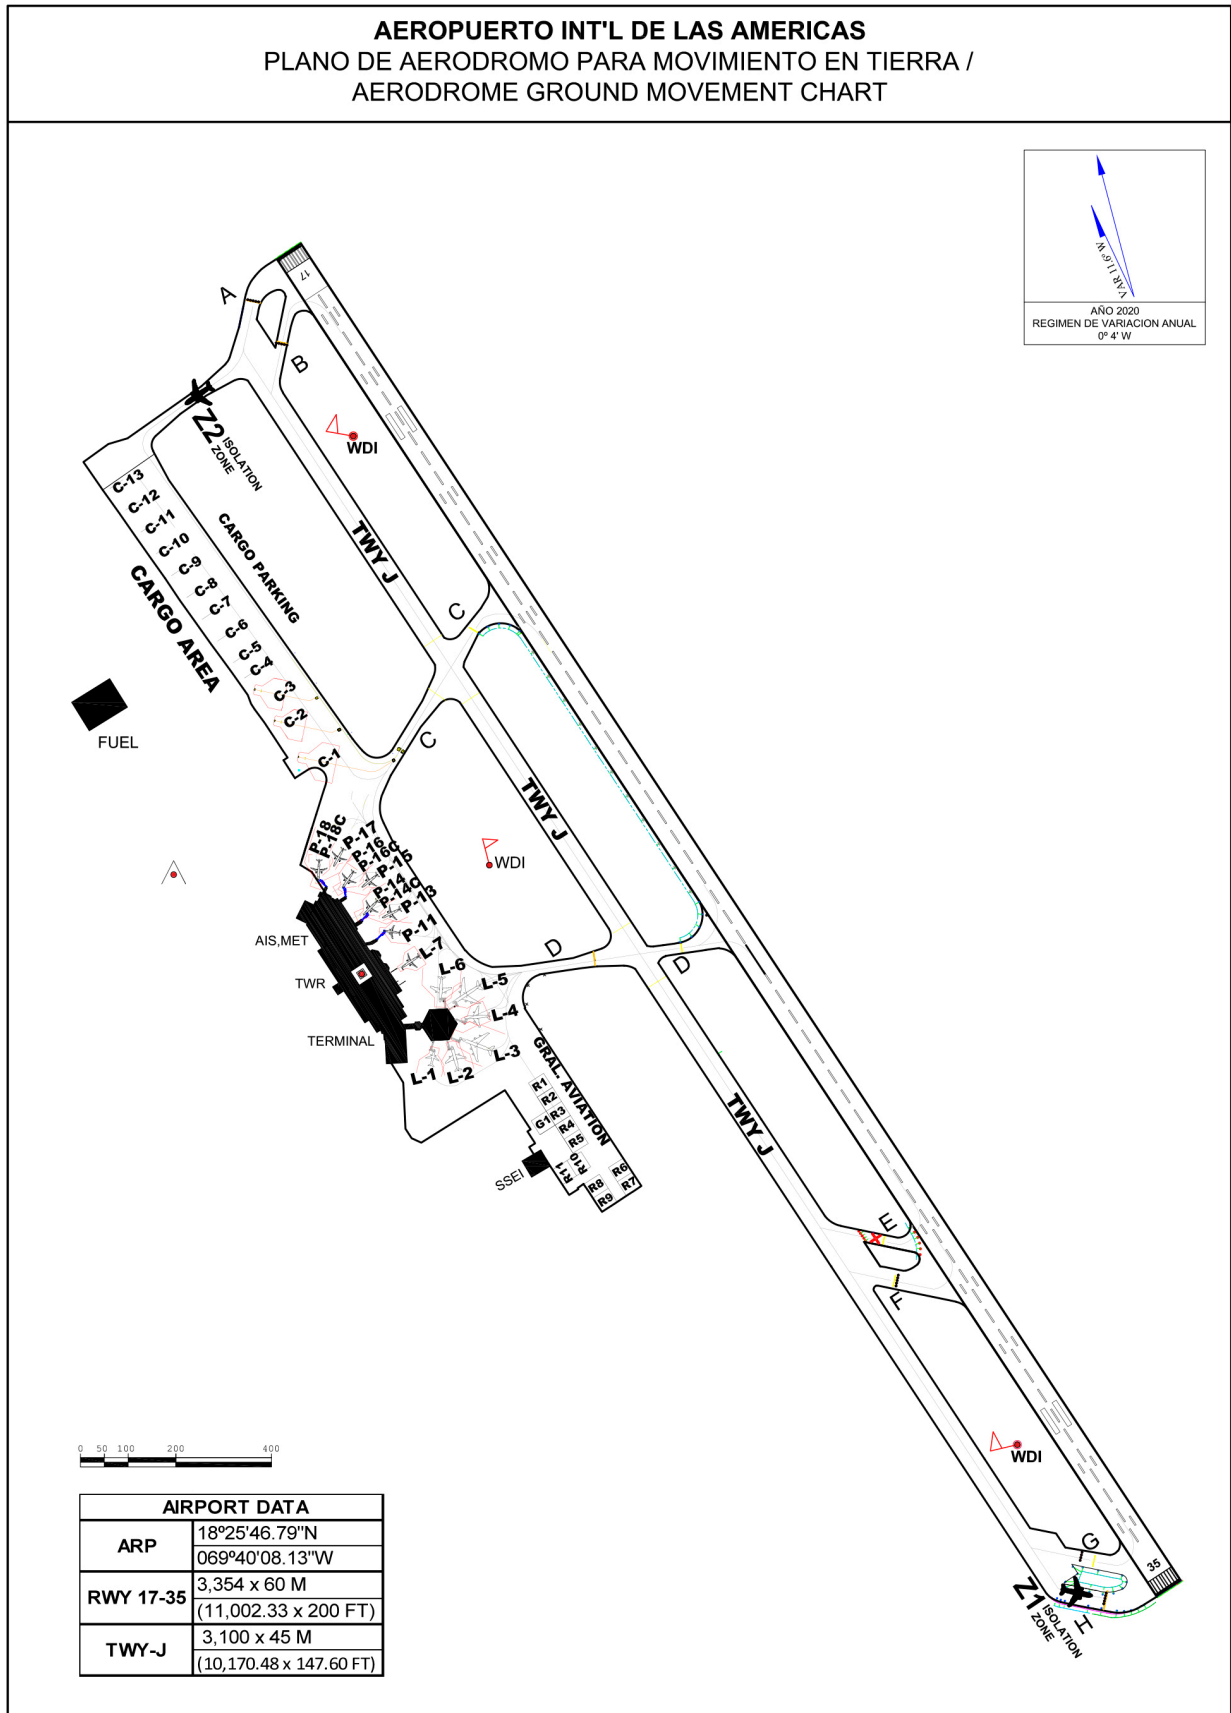 AEROPUERTO INT'L DE LAS AMERICAS
PLANO DE AERODROMO PARA MOVIMIENTO EN TIERRA /
AERODROME GROUND MOVEMENT CHART
VAR 11.6º W
AÑO 2020
REGIMEN DE VARIACION ANUAL
0º 4' W
17
A
B
Z2
ISOLATION
ZONE
WDI
C-13
C-12
C-11
C-10
C-9
C-8
C-7
C-6
C-5
C-4
C-3
C-2
C-1
CARGO PARKING
CARGO AREA
TWY J
C
FUEL
C
TWY J
P-18
P-18C
P-17
P-16
P-16C
P-15
P-14
P-14C
P-13
P-11
WDI
AIS,MET
TWR
TERMINAL
L-7
L-6
L-5
L-4
L-3
L-2
L-1
D
D
GRAL. AVIATION
R1
R2
R3
G1
R4
R5
R10
R11
R6
R7
R8
R9
SSEI
TWY J
E
F
WDI
G
35
Z1
ISOLATION
ZONE
H
0 50 100 200 400
AIRPORT DATA
ARP
18º25'46.79"N
069º40'08.13"W
RWY 17-35
3,354 x 60 M
(11,002.33 x 200 FT)
TWY-J
3,100 x 45 M
(10,170.48 x 147.60 FT)